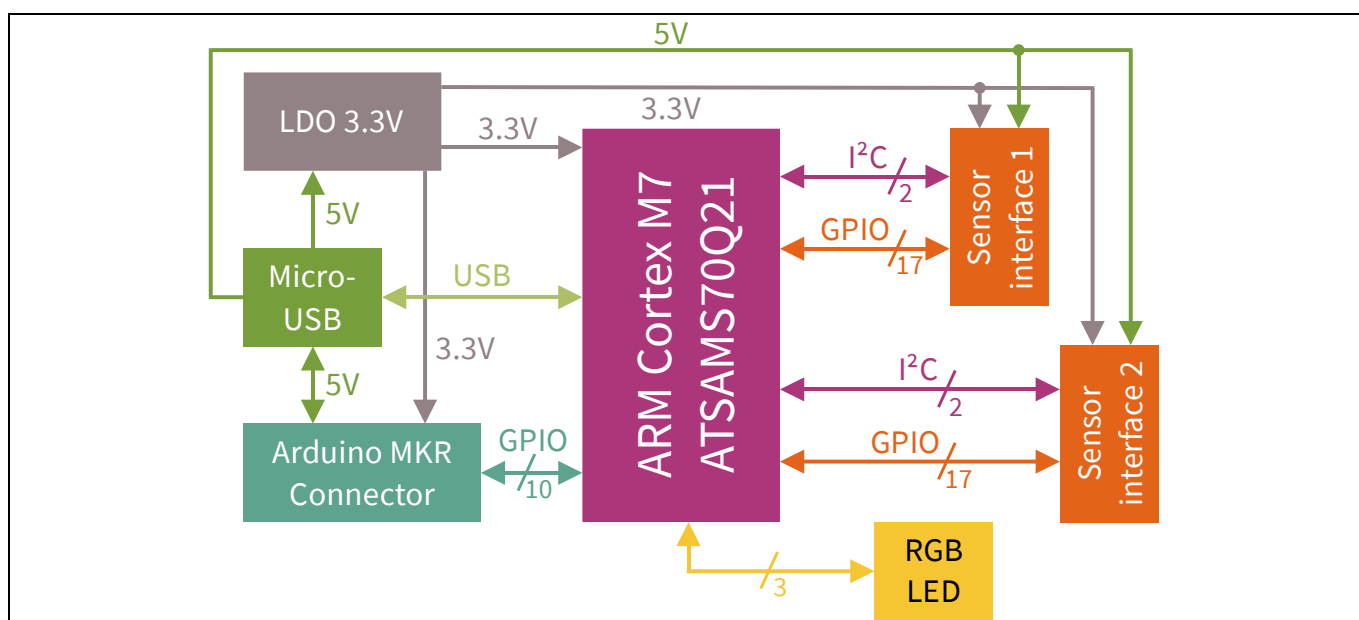 5V
LDO 3.3V
3.3V
3.3V
5V
Micro-
USB
USB
5V
3.3V
Arduino MKR
Connector
GPIO
10
ARM Cortex M7
ATSAMS70Q21
I²C
2
GPIO
17
Sensor
interface 1
I²C
2
GPIO
17
Sensor
interface 2
3
RGB
LED